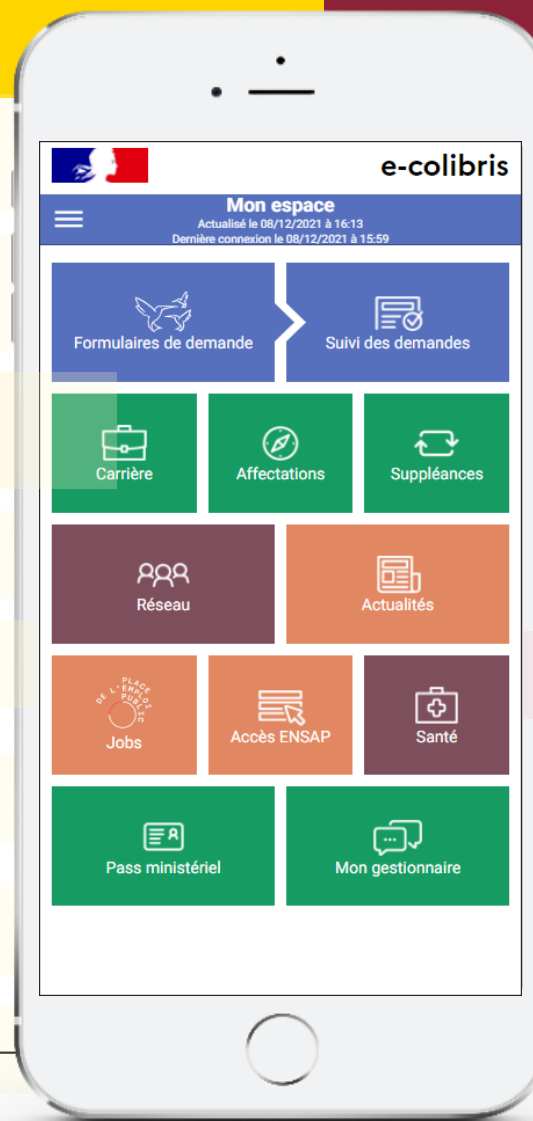 e-colibris
Mon espace
Actualisé le 08/12/2021 à 16:13
Dernière connexion le 08/12/2021 à 15:59
Formulaires de demande
Suivi des demandes
Carrière
Affectations
Suppléances
Réseau
Actualités
PLACE
DE L'EMPLOI
PUBLIC
Jobs
Accès ENSAP
Santé
Pass ministériel
Mon gestionnaire